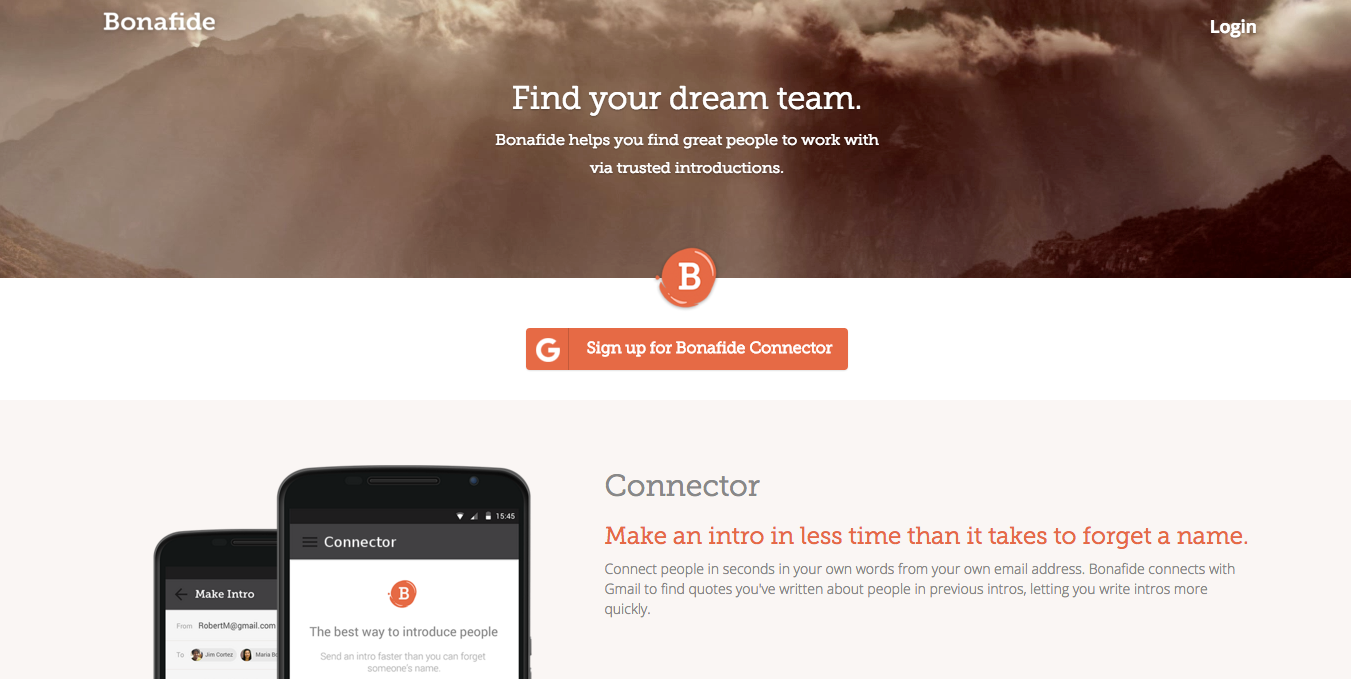 Bonafide
Login
Find your dream team.
Bonafide helps you find great people to work with
via trusted introductions.
B
G Sign up for Bonafide Connector
Connector
Make an intro in less time than it takes to forget a name.
Connect people in seconds in your own words from your own email address. Bonafide connects with
Gmail to find quotes you've written about people in previous intros, letting you write intros more
quickly.
15:45
Connector
B
The best way to introduce people
Send an intro faster than you can forget
someone's name.
Make Intro
From RobertM@gmail.com
To Jim Cortez Maria